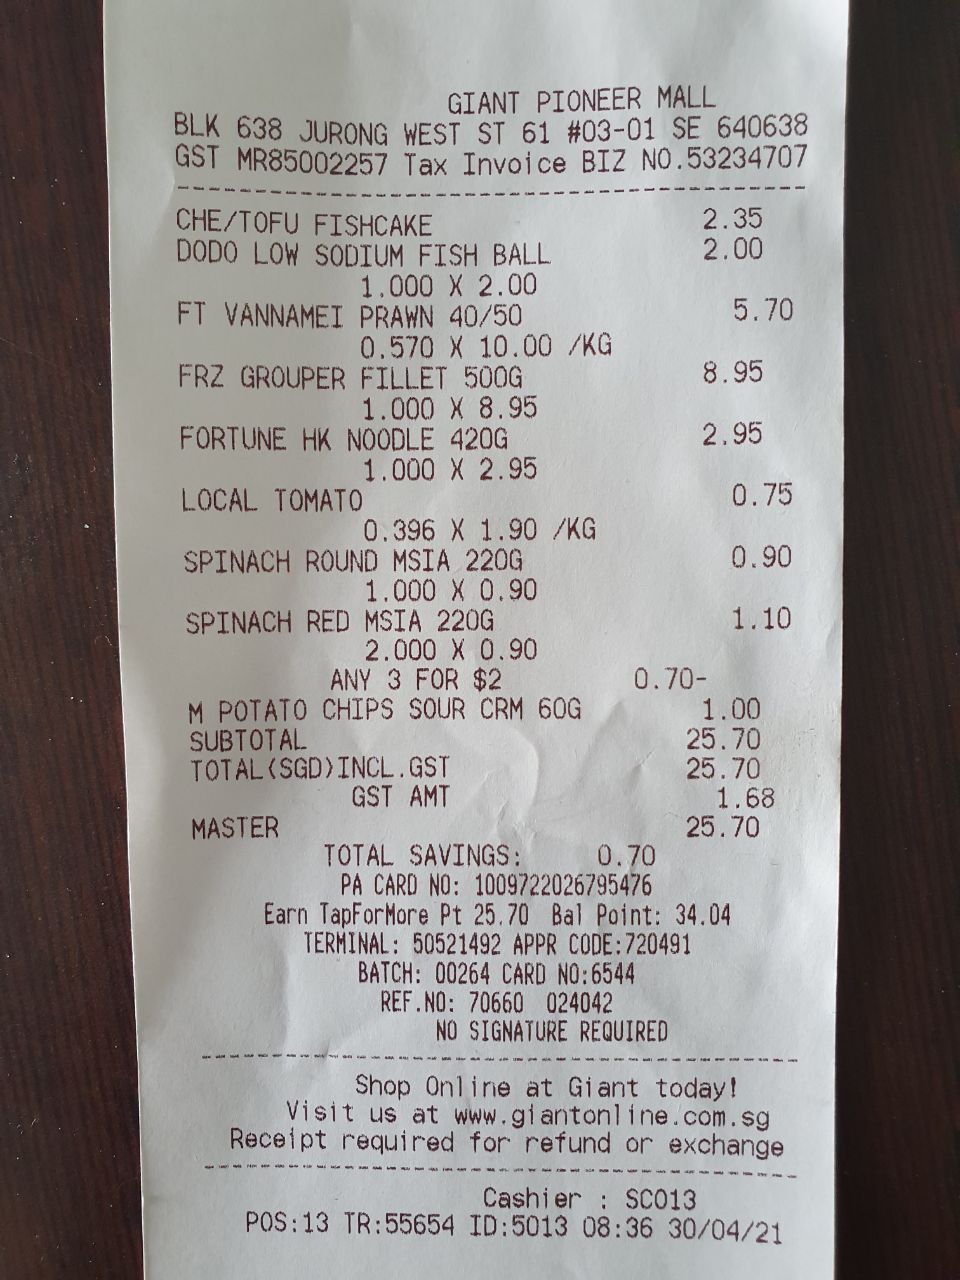 GIANT PIONEER MALL
BLK 638 JURONG WEST ST 61 #03-01 SE 640638
GST MR85002257 Tax Invoice BIZ NO.53234707
CHE/TOFU FISHCAKE 2.35
DODO LOW SODIUM FISH BALL 2.00
1.000 X 2.00
FT VANNAMEI PRAWN 40/50 5.70
0.570 X 10.00 /KG
FRZ GROUPER FILLET 500G 8.95
1.000 X 8.95
FORTUNE HK NOODLE 420G 2.95
1.000 X 2.95
LOCAL TOMATO 0.75
0.396 X 1.90 /KG
SPINACH ROUND MSIA 220G 0.90
1.000 X 0.90
SPINACH RED MSIA 220G 1.10
2.000 X 0.90
ANY 3 FOR $2 0.70-
M POTATO CHIPS SOUR CRM 60G 1.00
SUBTOTAL 25.70
TOTAL(SGD)INCL.GST 25.70
GST AMT 1.68
MASTER 25.70
TOTAL SAVINGS: 0.70
PA CARD NO: 1009722026795476
Earn TapForMore Pt 25.70 Bal Point: 34.04
TERMINAL: 50521492 APPR CODE:720491
BATCH: 00264 CARD NO:6544
REF.NO: 70660 024042
NO SIGNATURE REQUIRED
Shop Online at Giant today!
Visit us at www.giantonline.com.sg
Receipt required for refund or exchange
Cashier : SCO13
POS:13 TR:55654 ID:5013 08:36 30/04/21